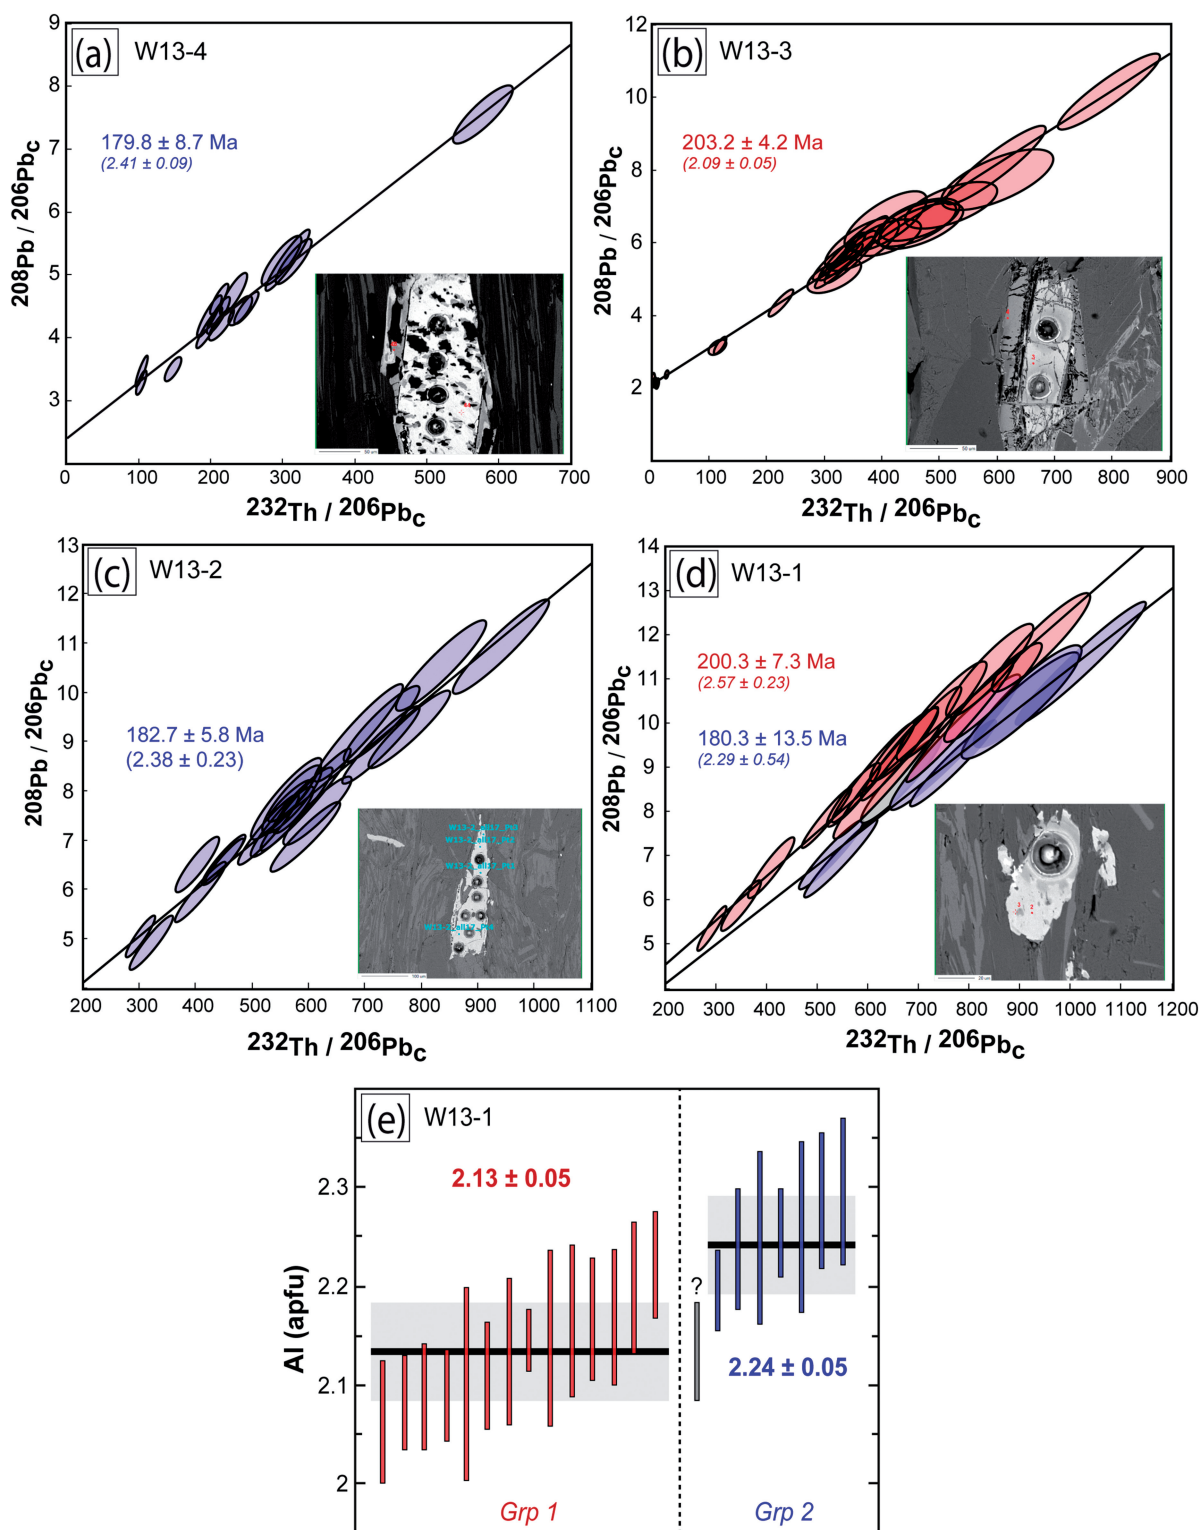 (a) W13-4
179.8 ± 8.7 Ma
(2.41 ± 0.09)
208Pb / 206Pbc
9
8
7
6
5
4
3
0 100 200 300 400 500 600 700
232Th / 206Pbc
50 um
(b) W13-3
203.2 ± 4.2 Ma
(2.09 ± 0.05)
208Pb / 206Pbc
12
10
8
6
4
2
0 100 200 300 400 500 600 700 800 900
232Th / 206Pbc
50 um
(c) W13-2
182.7 ± 5.8 Ma
(2.38 ± 0.23)
208Pb / 206Pbc
13
12
11
10
9
8
7
6
5
200 300 400 500 600 700 800 900 1000 1100
232Th / 206Pbc
100 um
(d) W13-1
200.3 ± 7.3 Ma
(2.57 ± 0.23)
180.3 ± 13.5 Ma
(2.29 ± 0.54)
208Pb / 206Pbc
14
13
12
11
10
9
8
7
6
5
200 300 400 500 600 700 800 900 1000 1100 1200
232Th / 206Pbc
20 um
(e) W13-1
2.13 ± 0.05
?
2.24 ± 0.05
Al (apfu)
2.3
2.2
2.1
2
Grp 1
Grp 2